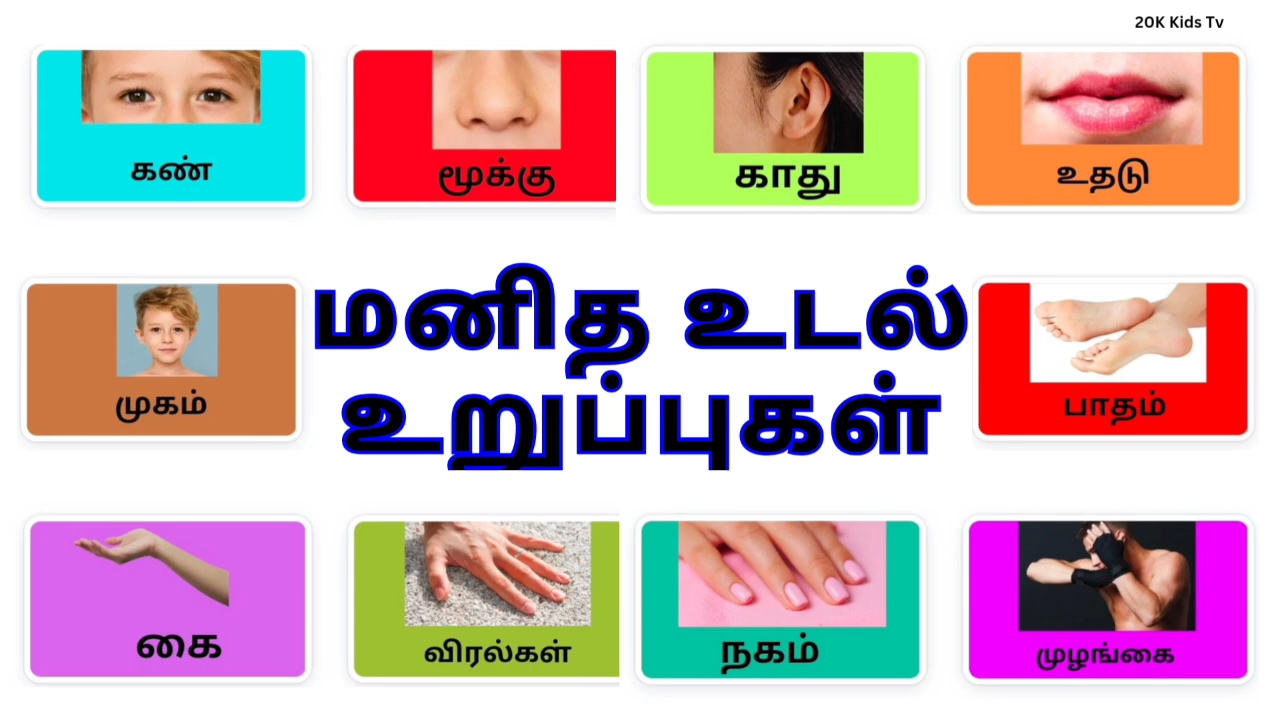 20K Kids Tv
கண்
மூக்கு
காது
உதடு
மனித உடல்
உறுப்புகள்
முகம்
பாதம்
கை
விரல்கள்
நகம்
முழங்கை